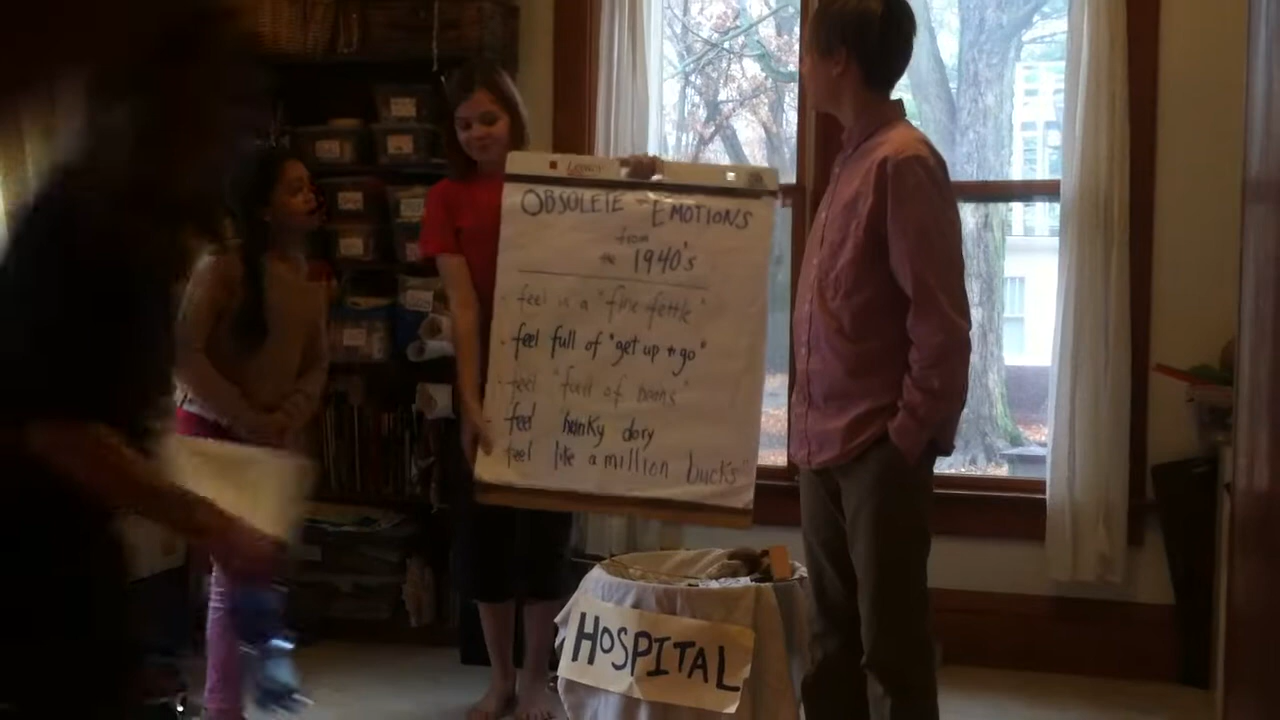 OBSOLETE EMOTIONS
from
the 1940's
feel in a "fine fettle"
feel full of "get up n go"
feel "full of beans"
feel hunky dory
feel like a million bucks"
HOSPITAL